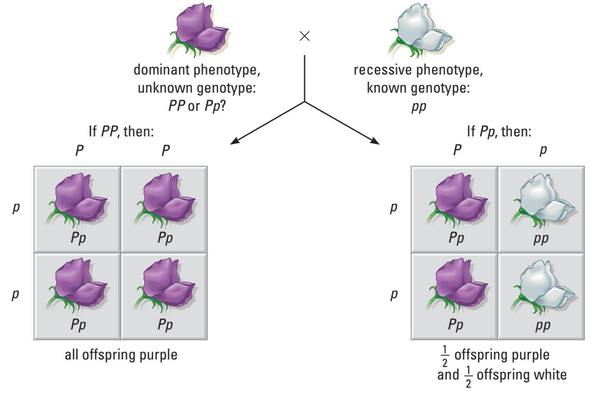 ×
dominant phenotype,
unknown genotype:
PP or Pp?
recessive phenotype,
known genotype:
pp
If PP, then:
P P
p
Pp Pp
p
Pp Pp
all offspring purple
If Pp, then:
P p
p
Pp pp
p
Pp pp
1/2 offspring purple
and 1/2 offspring white